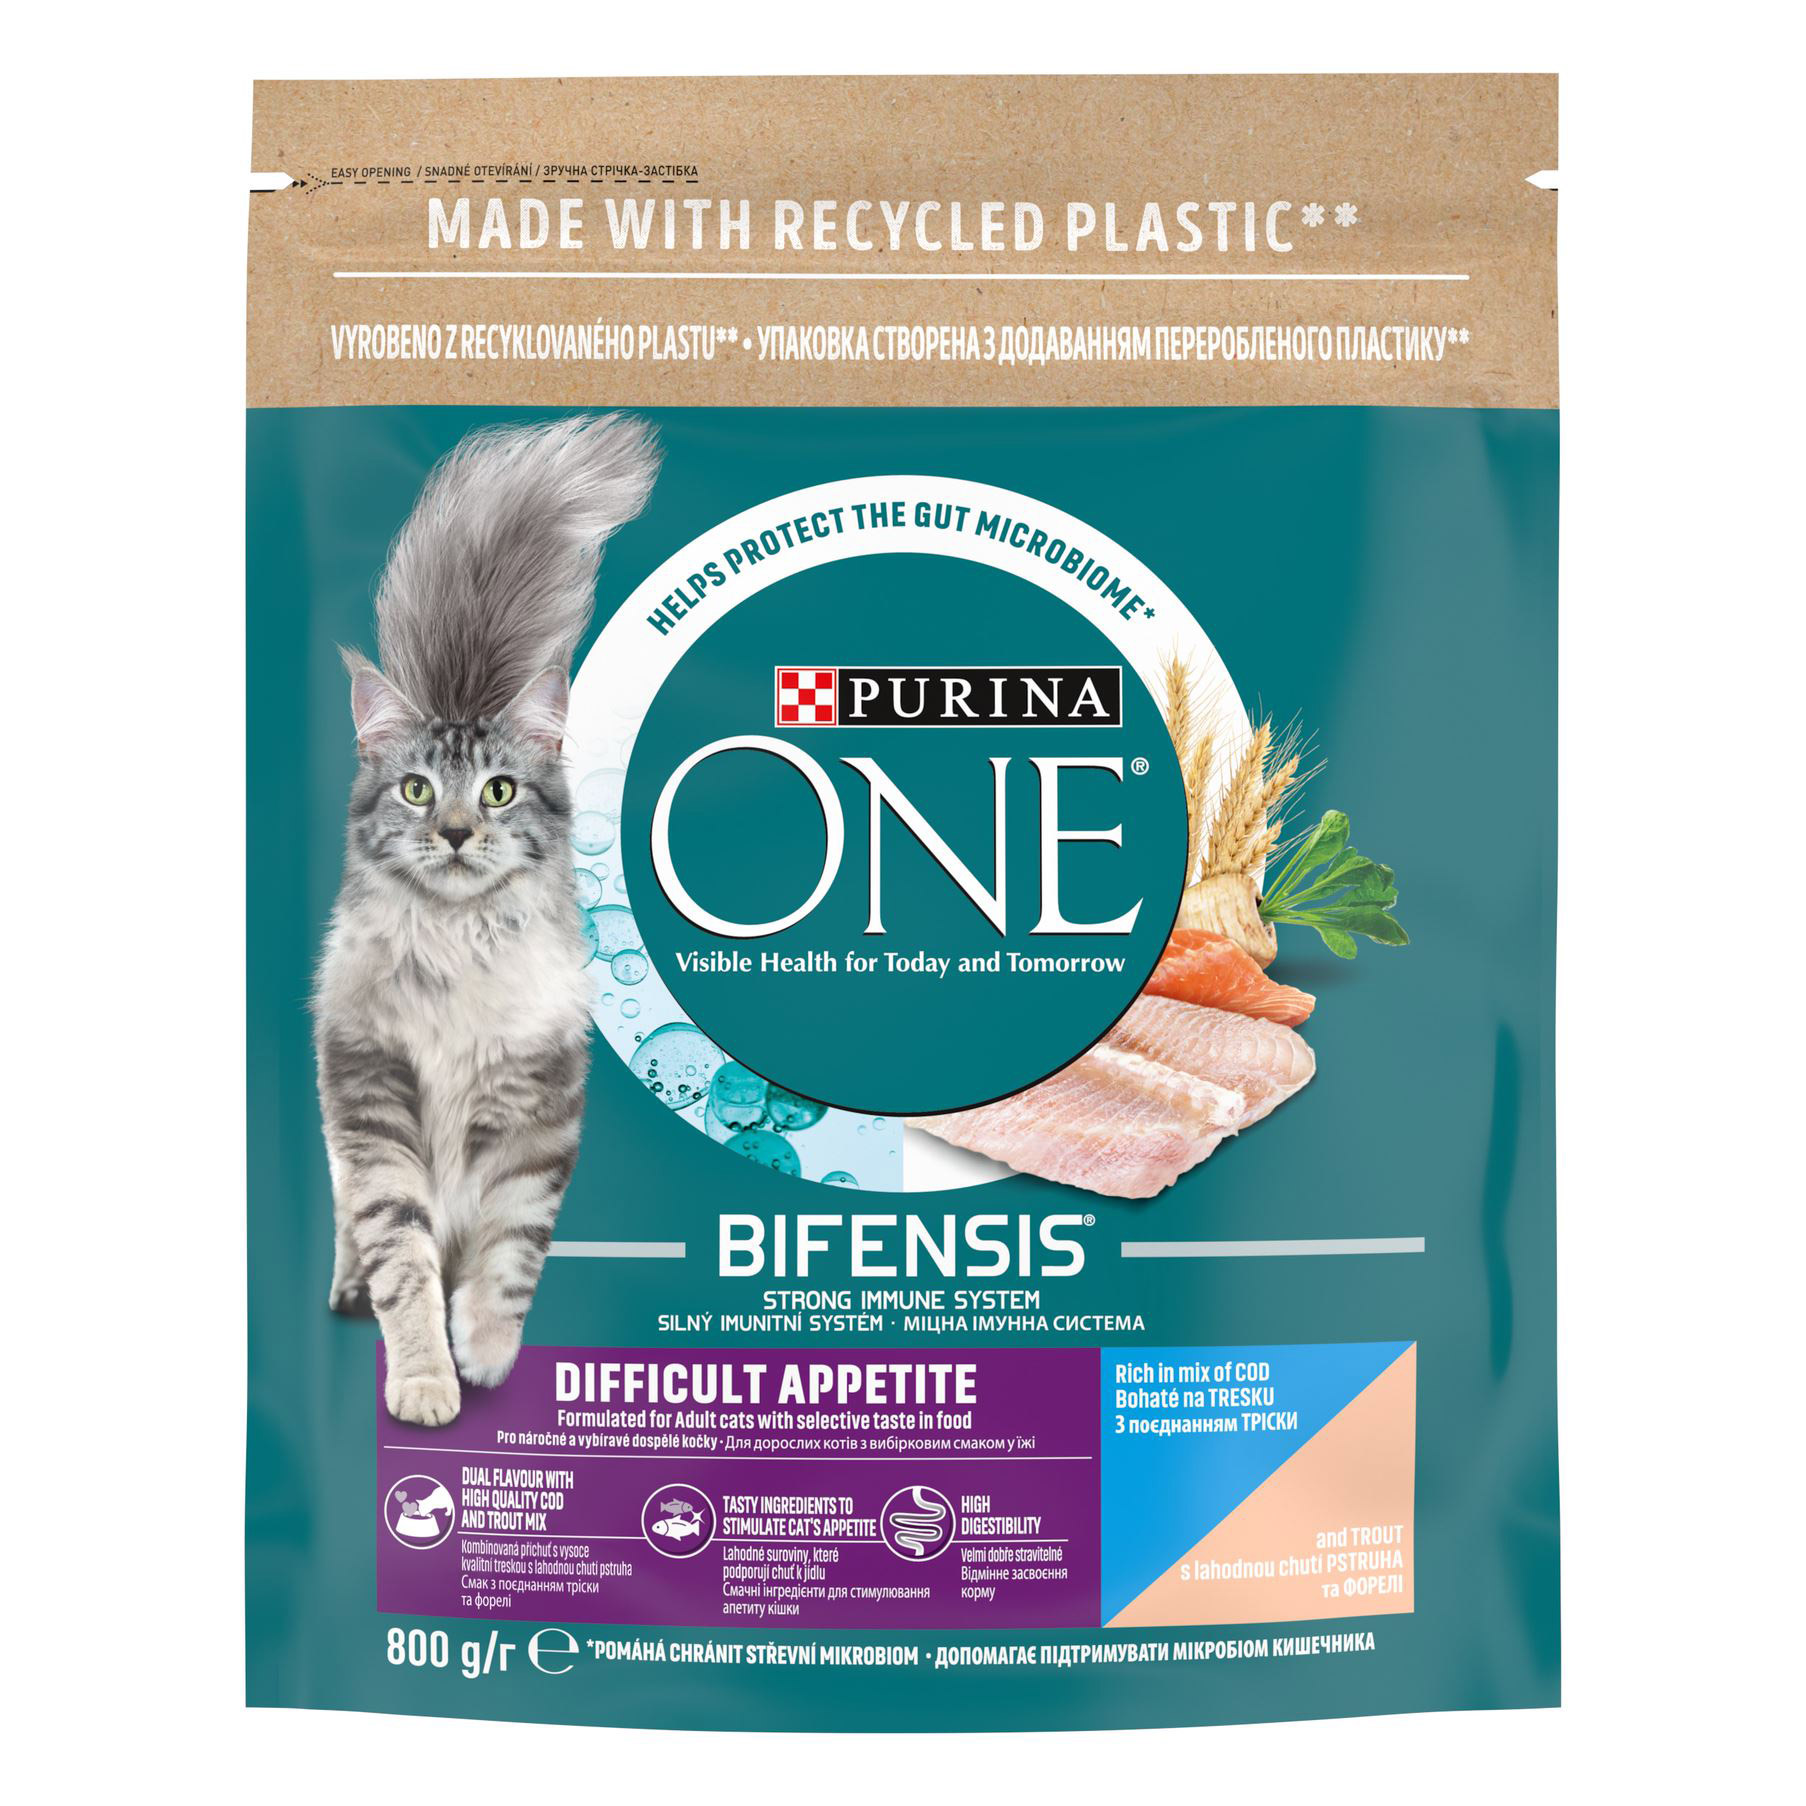 EASY OPENING / SNADNÉ OTEVÍRÁNÍ / ЗРУЧНА СТРІЧКА-ЗАСТІБКА
MADE WITH RECYCLED PLASTIC**
VYROBENO Z RECYKLOVANÉHO PLASTU** • УПАКОВКА СТВОРЕНА З ДОДАВАННЯМ ПЕРЕРОБЛЕНОГО ПЛАСТИКУ**
HELPS PROTECT THE GUT MICROBIOME*
PURINA
ONE®
Visible Health for Today and Tomorrow
BIFENSIS®
STRONG IMMUNE SYSTEM
SILNÝ IMUNITNÍ SYSTÉM · МІЦНА ІМУННА СИСТЕМА
DIFFICULT APPETITE
Formulated for Adult cats with selective taste in food
Pro náročné a vybíravé dospělé kočky · Для дорослих котів з вибірковим смаком у їжі
DUAL FLAVOUR WITH
HIGH QUALITY COD
AND TROUT MIX
Kombinovaná příchuť s vysoce
kvalitní treskou s lahodnou chutí pstruha
Смак з поєднанням тріски
та форелі
TASTY INGREDIENTS TO
STIMULATE CAT'S APPETITE
Lahodné suroviny, které
podporují chuť k jídlu
Смачні інгредієнти для стимулювання
апетиту кішки
HIGH
DIGESTIBILITY
Velmi dobře stravitelné
Відмінне засвоєння
корму
Rich in mix of COD
Bohaté na TRESKU
З поєднанням ТРІСКИ
and TROUT
s lahodnou chutí PSTRUHA
та ФОРЕЛІ
800 g/г ℮ *POMÁHÁ CHRÁNIT STŘEVNÍ MIKROBIOM · ДОПОМАГАЄ ПІДТРИМУВАТИ МІКРОБІОМ КИШЕЧНИКА